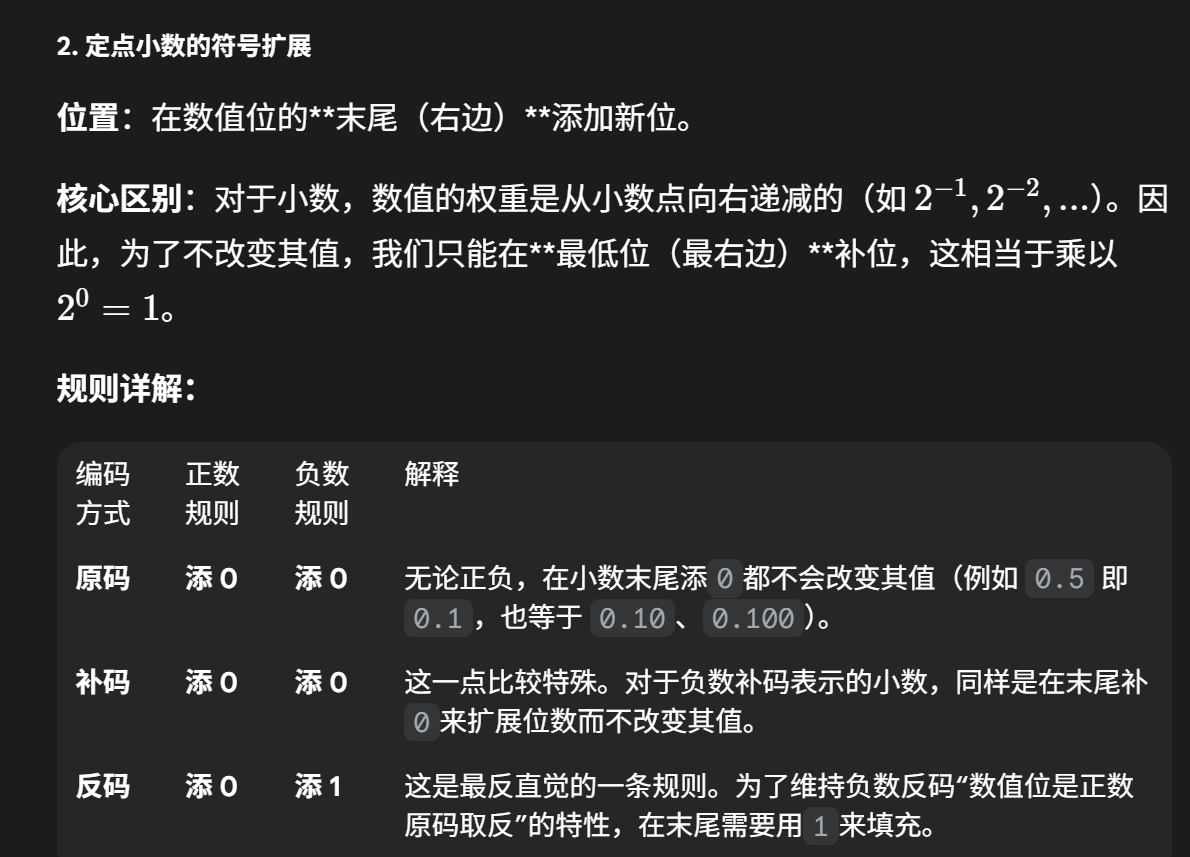 2. 定点小数的符号扩展
位置：在数值位的**末尾（右边）**添加新位。
核心区别：对于小数，数值的权重是从小数点向右递减的（如 2⁻¹, 2⁻², ...）。因
此，为了不改变其值，我们只能在**最低位（最右边）**补位，这相当于乘以
2⁰ = 1。
规则详解：
编码方式 正数规则 负数规则 解释
原码 添 0 添 0 无论正负，在小数末尾添 0 都不会改变其值（例如 0.5 即
0.1，也等于 0.10、0.100）。
补码 添 0 添 0 这一点比较特殊。对于负数补码表示的小数，同样是在末尾补
0 来扩展位数而不改变其值。
反码 添 0 添 1 这是最反直觉的一条规则。为了维持负数反码“数值位是正数
原码取反”的特性，在末尾需要用 1 来填充。